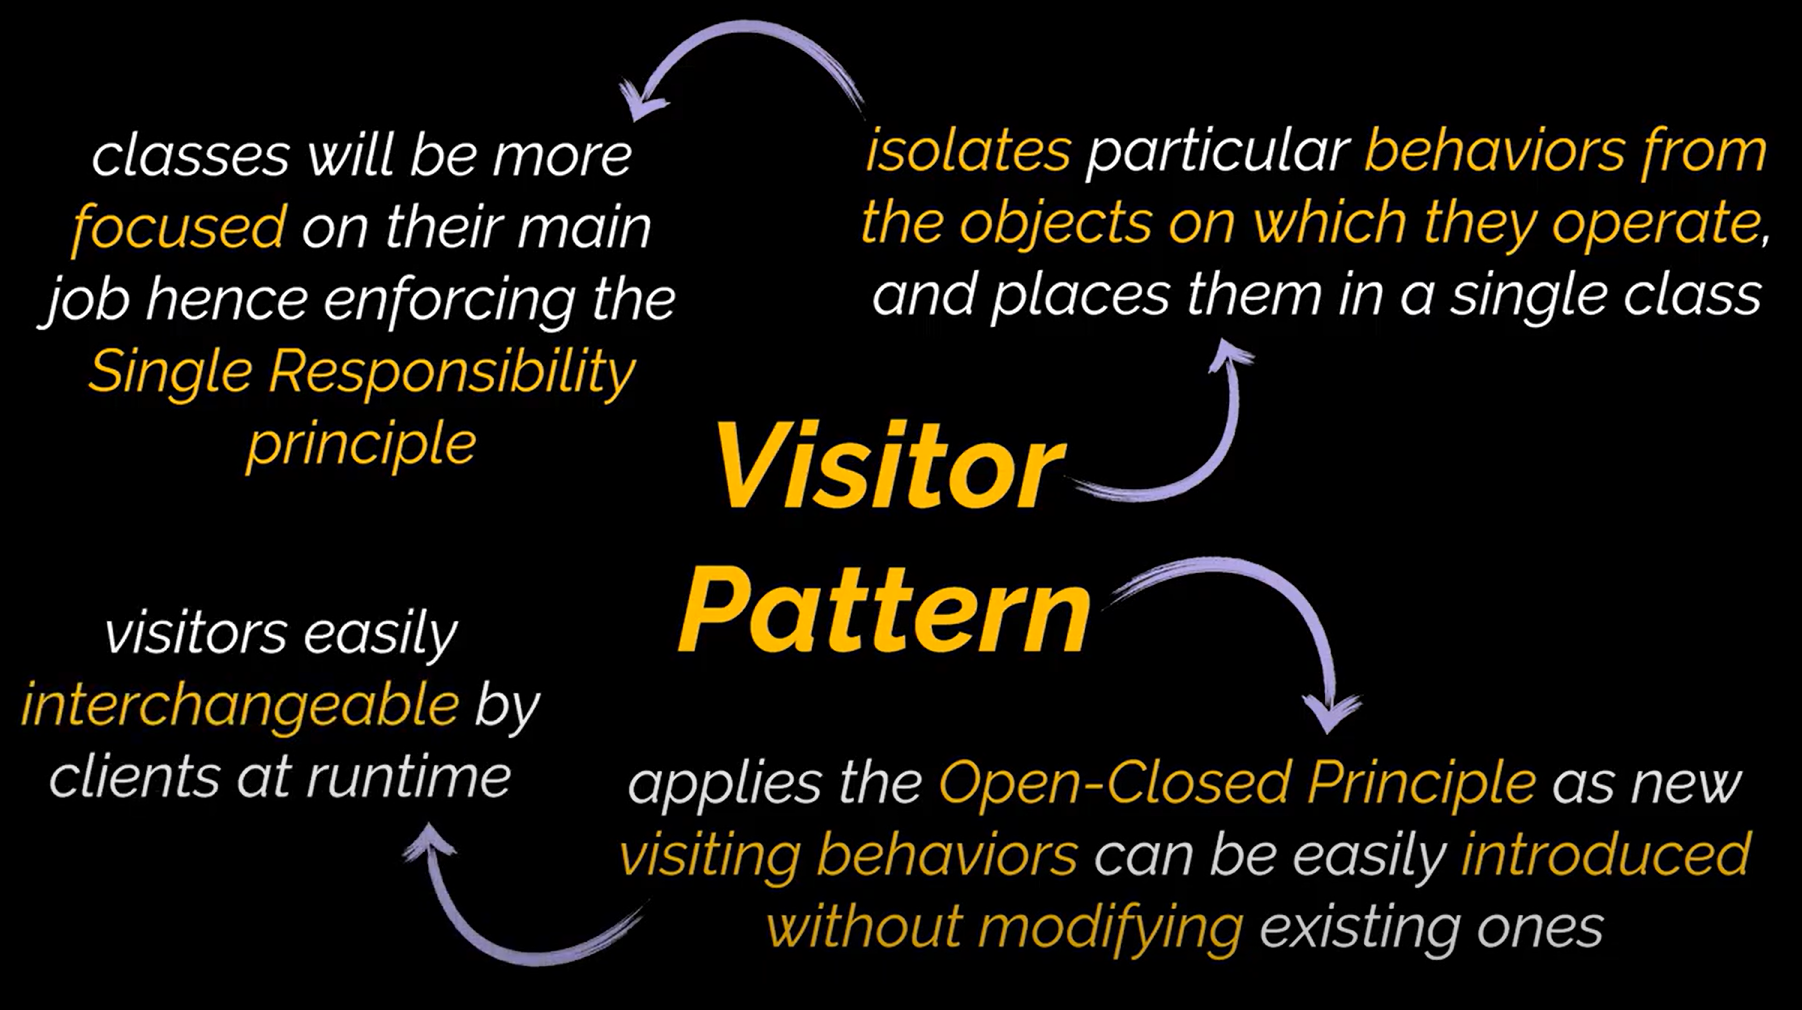 classes will be more
focused on their main
job hence enforcing the
Single Responsibility
principle
isolates particular behaviors from
the objects on which they operate,
and places them in a single class
Visitor
Pattern
visitors easily
interchangeable by
clients at runtime
applies the Open-Closed Principle as new
visiting behaviors can be easily introduced
without modifying existing ones